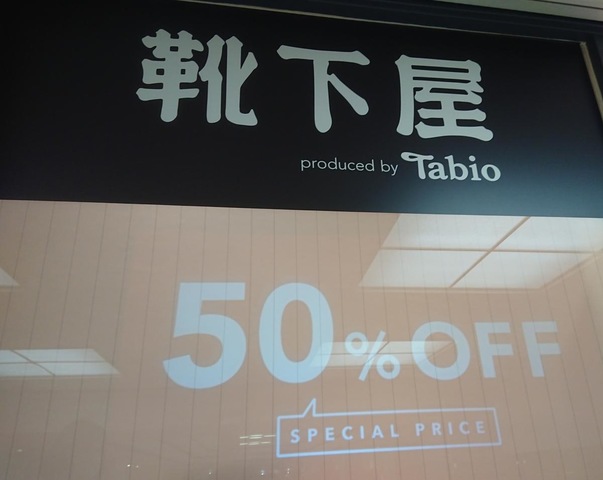 靴下屋
produced by Tabio
50% OFF
SPECIAL PRICE